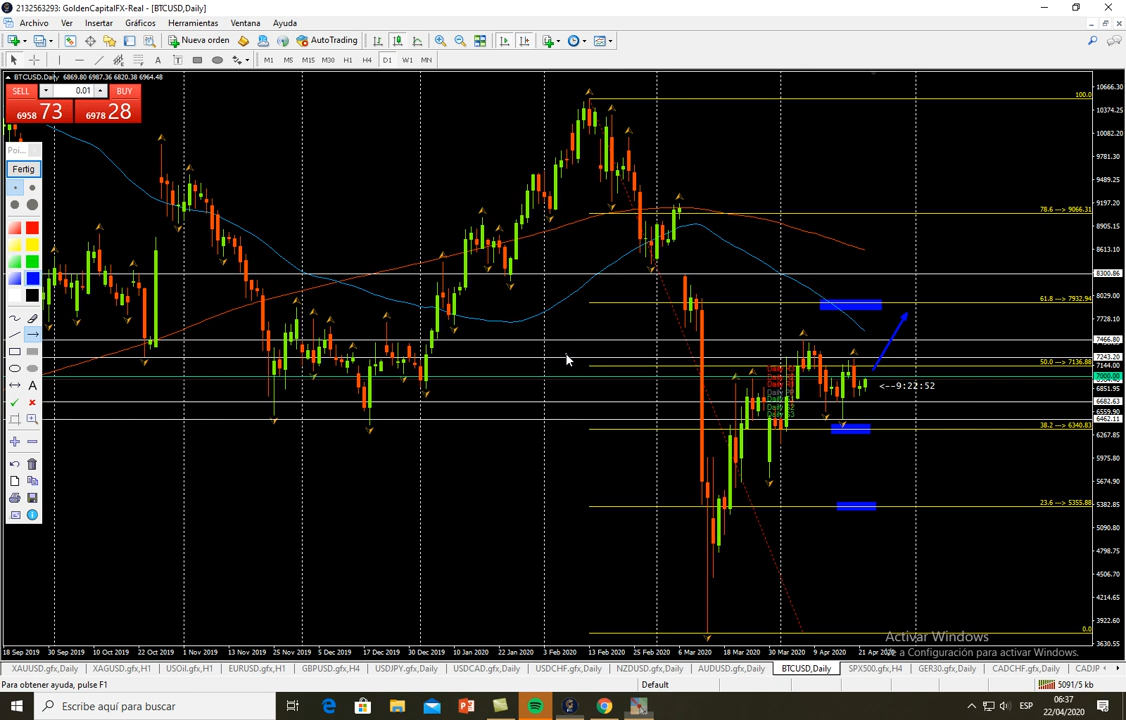 2132563293: GoldenCapitalFX-Real - [BTCUSD,Daily]
Archivo Ver Insertar Gráficos Herramientas Ventana Ayuda
Nueva orden AutoTrading
A T M1 M5 M15 M30 H1 H4 D1 W1 MN
BTCUSD.Daily 6869.80 6987.36 6820.38 6964.48
SELL 0.01 BUY
6958 73 6978 28
Poi...
Fertig
A
100.0
78.6 --> 9066.31
61.8 --> 7932.94
50.0 --> 7136.88
38.2 --> 6340.83
23.6 --> 5355.88
0.0
<--9:22:52
10666.30
10374.25
10082.20
9781.30
9489.25
9197.20
8905.15
8613.10
8300.86
8029.00
7728.10
7466.80
7243.20
7144.00
7000.00
6851.95
6682.63
6559.90
6462.11
6267.85
5975.80
5674.90
5382.85
5090.80
4798.75
4506.70
4214.65
3922.60
3630.55
Activar Windows
Ve a Configuración para activar Windows.
18 Sep 2019 30 Sep 2019 10 Oct 2019 22 Oct 2019 1 Nov 2019 13 Nov 2019 25 Nov 2019 5 Dec 2019 17 Dec 2019 30 Dec 2019 10 Jan 2020 22 Jan 2020 3 Feb 2020 13 Feb 2020 25 Feb 2020 6 Mar 2020 18 Mar 2020 30 Mar 2020 9 Apr 2020 21 Apr 2020
XAUUSD.gfx,Daily XAGUSD.gfx,H1 USOil.gfx,H1 EURUSD.gfx,H1 GBPUSD.gfx,H4 USDJPY.gfx,Daily USDCAD.gfx,Daily USDCHF.gfx,Daily NZDUSD.gfx,Daily AUDUSD.gfx,Daily BTCUSD,Daily SPX500.gfx,H4 GER30.gfx,Daily CADCHF.gfx,Daily CADJP
Para obtener ayuda, pulse F1 Default 5091/5 kb
Escribe aquí para buscar ESP 06:37
22/04/2020